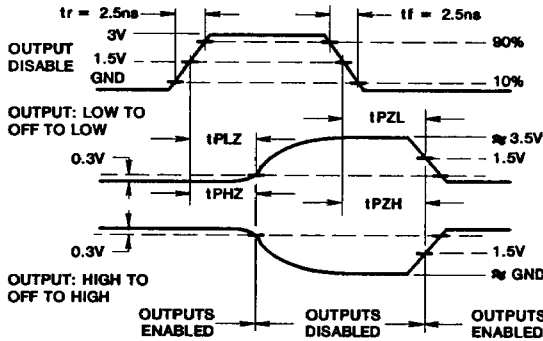 tr = 2.5ns
tf = 2.5ns
OUTPUT
DISABLE
3V
1.5V
GND
90%
10%
OUTPUT: LOW TO
OFF TO LOW
tPLZ
tPZL
≈ 3.5V
1.5V
0.3V
tPHZ
tPZH
0.3V
1.5V
≈ GND
OUTPUT: HIGH TO
OFF TO HIGH
OUTPUTS
ENABLED
OUTPUTS
DISABLED
OUTPUTS
ENABLED